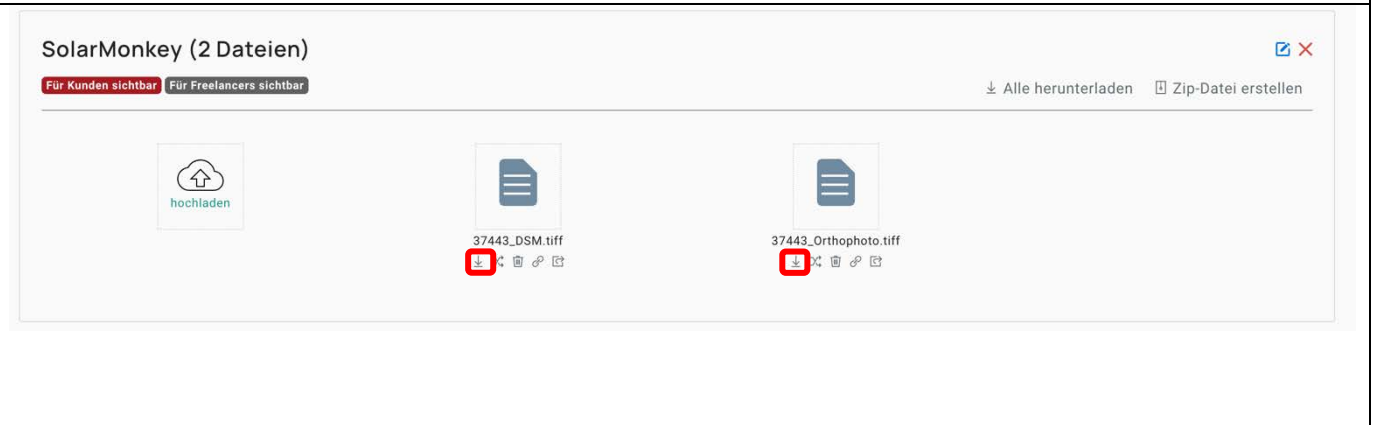 SolarMonkey (2 Dateien)
Für Kunden sichtbar Für Freelancers sichtbar
Alle herunterladen Zip-Datei erstellen
hochladen
37443_DSM.tiff
37443_Orthophoto.tiff